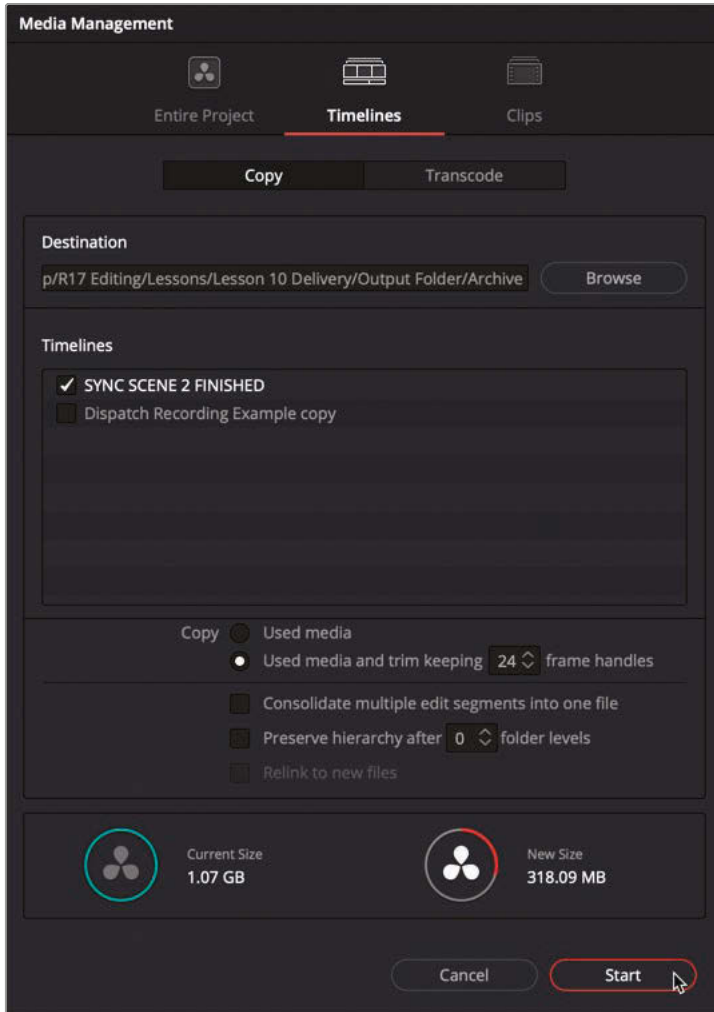 Media Management
Entire Project Timelines Clips
Copy Transcode
Destination
p/R17 Editing/Lessons/Lesson 10 Delivery/Output Folder/Archive Browse
Timelines
SYNC SCENE 2 FINISHED
Dispatch Recording Example copy
Copy Used media
Used media and trim keeping 24 frame handles
Consolidate multiple edit segments into one file
Preserve hierarchy after 0 folder levels
Relink to new files
Current Size New Size
1.07 GB 318.09 MB
Cancel Start